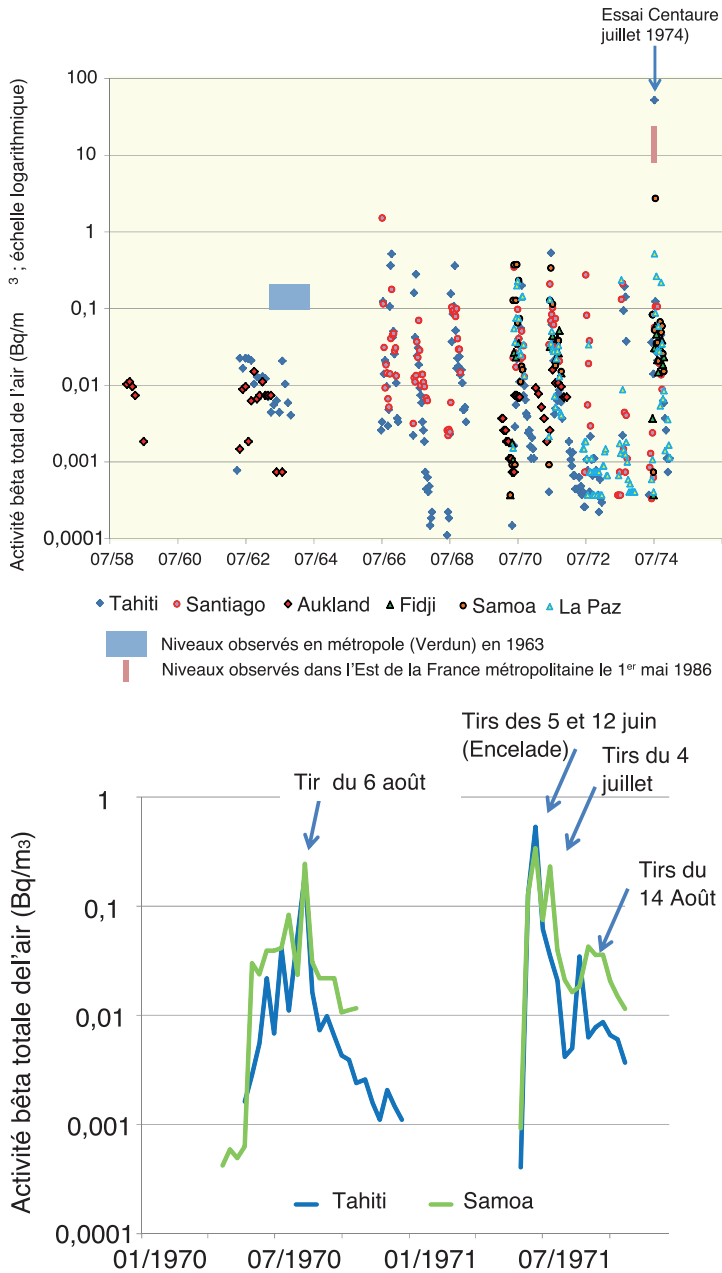 Essai Centaure
juillet 1974)
Activité bêta total de l'air (Bq/m 3 ; échelle logarithmique)
100
10
1
0,1
0,01
0,001
0,0001
07/58 07/60 07/62 07/64 07/66 07/68 07/70 07/72 07/74
Tahiti Santiago Aukland Fidji Samoa La Paz
Niveaux observés en métropole (Verdun) en 1963
Niveaux observés dans l'Est de la France métropolitaine le 1er mai 1986
Tirs des 5 et 12 juin
(Encelade)
Tirs du 4
juillet
Tir du 6 août
Tirs du
14 Août
Activité bêta totale del'air (Bq/m3)
1
0,1
0,01
0,001
0,0001
Tahiti Samoa
01/1970 07/1970 01/1971 07/1971